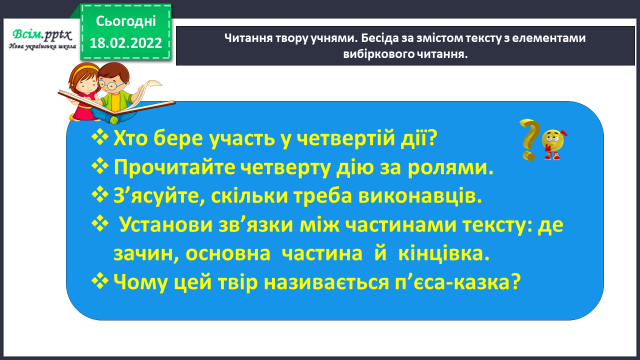 Всім.pptx
Нова українська школа
Сьогодні
18.02.2022
Читання твору учнями. Бесіда за змістом тексту з елементами
вибіркового читання.
❖ Хто бере участь у четвертій дії?
❖ Прочитайте четверту дію за ролями.
❖ З’ясуйте, скільки треба виконавців.
❖ Установи зв’язки між частинами тексту: де
зачин, основна частина й кінцівка.
❖ Чому цей твір називається п’єса-казка?